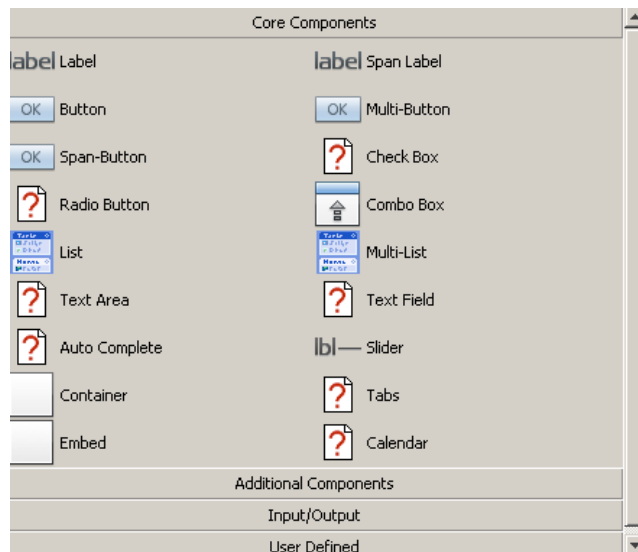 Core Components
label Label label Span Label
OK Button OK Multi-Button
OK Span-Button ? Check Box
? Radio Button Combo Box
List Multi-List
? Text Area ? Text Field
? Auto Complete lbl Slider
Container ? Tabs
Embed ? Calendar
Additional Components
Input/Output
User Defined